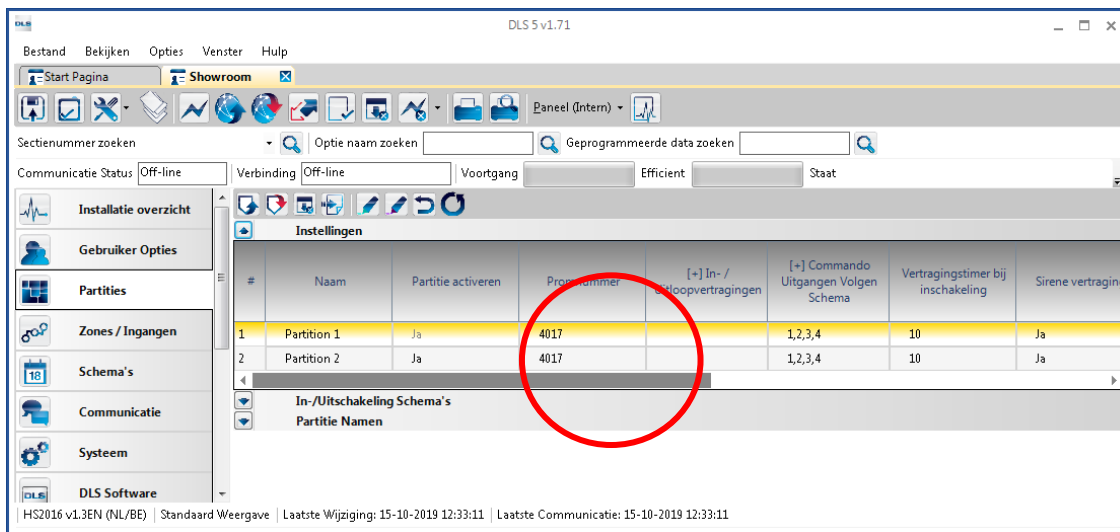 DLS DLS 5 v1.71
Bestand Bekijken Opties Venster Hulp
Start Pagina Showroom
Paneel (Intern)
Sectienummer zoeken Optie naam zoeken Geprogrammeerde data zoeken
Communicatie Status Off-line Verbinding Off-line Voortgang Efficient Staat
Installatie overzicht
Gebruiker Opties
Partities
Zones / Ingangen
18 Schema's
Communicatie
Systeem
DLS DLS Software
Instellingen
# Naam Partitie activeren Promnummer [+] In- / Uitloopvertragingen [+] Commando Uitgangen Volgen Schema Vertragingstimer bij inschakeling Sirene vertraging
1 Partition 1 Ja 4017 1,2,3,4 10 Ja
2 Partition 2 Ja 4017 1,2,3,4 10 Ja
In-/Uitschakeling Schema's
Partitie Namen
HS2016 v1.3EN (NL/BE) Standaard Weergave Laatste Wijziging: 15-10-2019 12:33:11 Laatste Communicatie: 15-10-2019 12:33:11